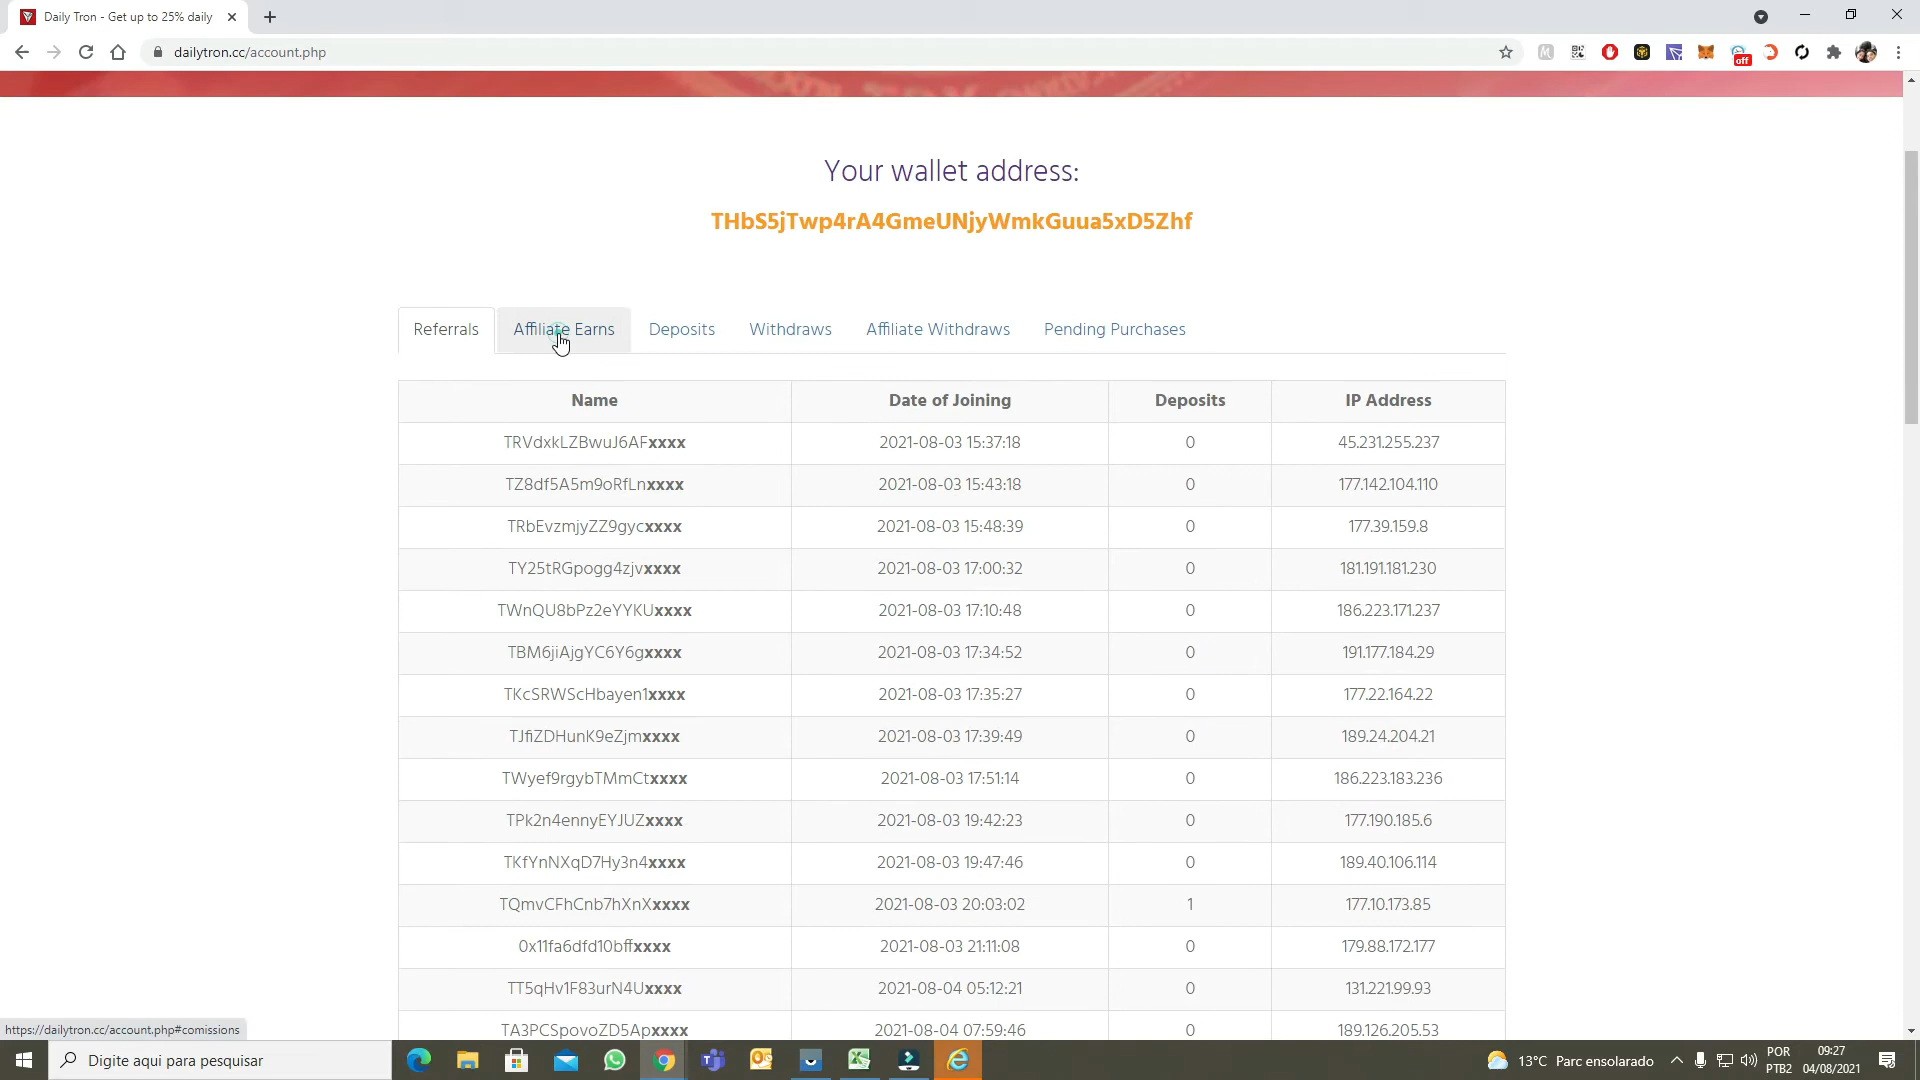 Daily Tron - Get up to 25% daily
dailytron.cc/account.php
off
Your wallet address:
THbS5jTwp4rA4GmeUNjyWmkGuua5xD5Zhf
Referrals Affiliate Earns Deposits Withdraws Affiliate Withdraws Pending Purchases
Name Date of Joining Deposits IP Address
TRVdxkLZBwuJ6AFxxxx 2021-08-03 15:37:18 0 45.231.255.237
TZ8df5A5m9oRfLnxxxx 2021-08-03 15:43:18 0 177.142.104.110
TRbEvzmjyZZ9gycxxxx 2021-08-03 15:48:39 0 177.39.159.8
TY25tRGpogg4zjvxxxx 2021-08-03 17:00:32 0 181.191.181.230
TWnQU8bPz2eYYKUxxxx 2021-08-03 17:10:48 0 186.223.171.237
TBM6jiAjgYC6Y6gxxxx 2021-08-03 17:34:52 0 191.177.184.29
TKcSRWScHbayen1xxxx 2021-08-03 17:35:27 0 177.22.164.22
TJfiZDHunK9eZjmxxxx 2021-08-03 17:39:49 0 189.24.204.21
TWyef9rgybTMmCtxxxx 2021-08-03 17:51:14 0 186.223.183.236
TPk2n4ennyEYJUZxxxx 2021-08-03 19:42:23 0 177.190.185.6
TKfYnNXqD7Hy3n4xxxx 2021-08-03 19:47:46 0 189.40.106.114
TQmvCFhCnb7hXnXxxxx 2021-08-03 20:03:02 1 177.10.173.85
0x11fa6dfd10bffxxxx 2021-08-03 21:11:08 0 179.88.172.177
TT5qHv1F83urN4Uxxxx 2021-08-04 05:12:21 0 131.221.99.93
TA3PCSpovoZD5Apxxxx 2021-08-04 07:59:46 0 189.126.205.53
https://dailytron.cc/account.php#comissions
Digite aqui para pesquisar
13°C Parc ensolarado
POR
PTB2
09:27
04/08/2021